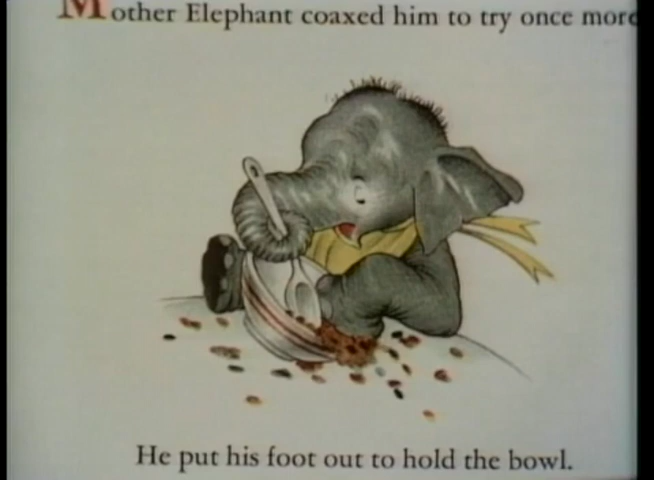 Mother Elephant coaxed him to try once more
He put his foot out to hold the bowl.